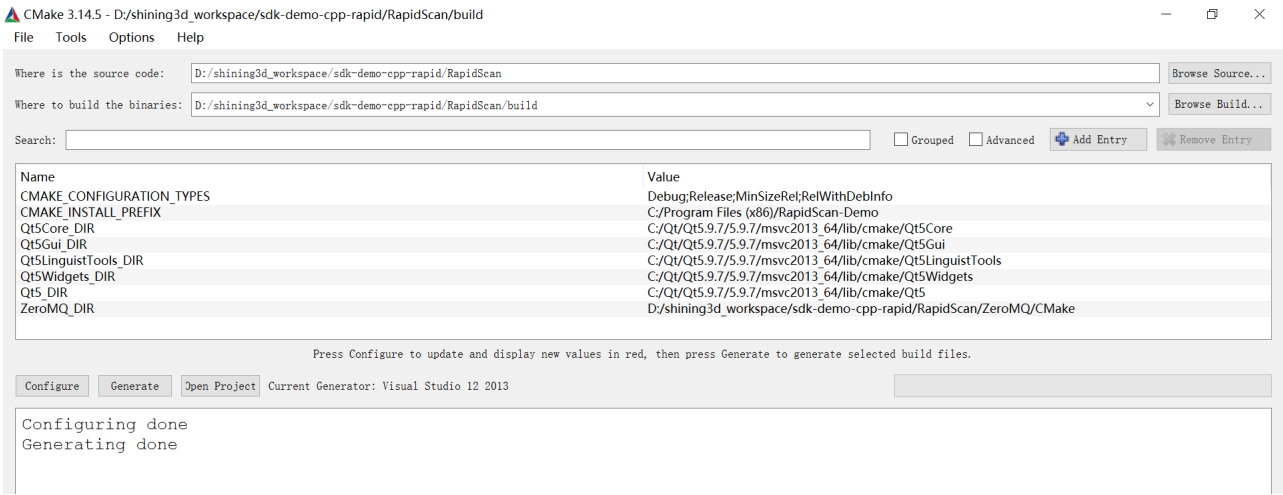 CMake 3.14.5 - D:/shining3d_workspace/sdk-demo-cpp-rapid/RapidScan/build
File Tools Options Help
Where is the source code: D:/shining3d_workspace/sdk-demo-cpp-rapid/RapidScan Browse Source...
Where to build the binaries: D:/shining3d_workspace/sdk-demo-cpp-rapid/RapidScan/build Browse Build...
Search: Grouped Advanced Add Entry Remove Entry
Name Value
CMAKE_CONFIGURATION_TYPES Debug;Release;MinSizeRel;RelWithDebInfo
CMAKE_INSTALL_PREFIX C:/Program Files (x86)/RapidScan-Demo
Qt5Core_DIR C:/Qt/Qt5.9.7/5.9.7/msvc2013_64/lib/cmake/Qt5Core
Qt5Gui_DIR C:/Qt/Qt5.9.7/5.9.7/msvc2013_64/lib/cmake/Qt5Gui
Qt5LinguistTools_DIR C:/Qt/Qt5.9.7/5.9.7/msvc2013_64/lib/cmake/Qt5LinguistTools
Qt5Widgets_DIR C:/Qt/Qt5.9.7/5.9.7/msvc2013_64/lib/cmake/Qt5Widgets
Qt5_DIR C:/Qt/Qt5.9.7/5.9.7/msvc2013_64/lib/cmake/Qt5
ZeroMQ_DIR D:/shining3d_workspace/sdk-demo-cpp-rapid/RapidScan/ZeroMQ/CMake
Press Configure to update and display new values in red, then press Generate to generate selected build files.
Configure Generate Open Project Current Generator: Visual Studio 12 2013
Configuring done
Generating done